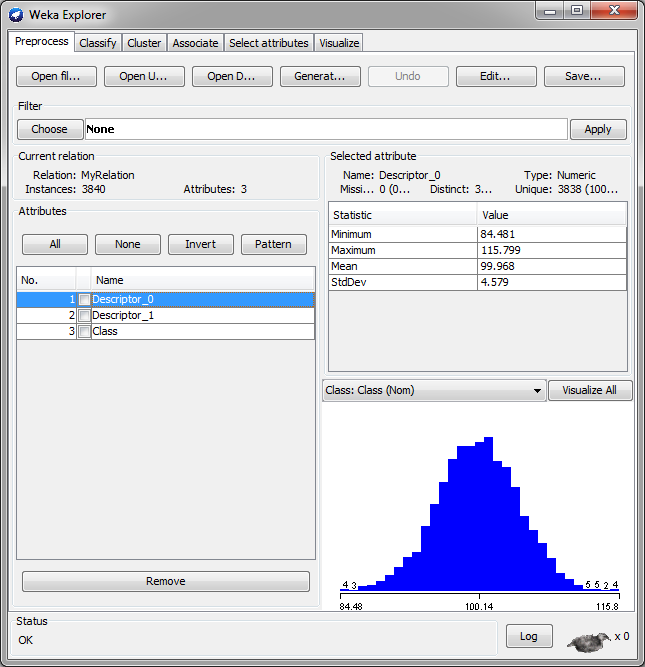 Weka Explorer
Preprocess Classify Cluster Associate Select attributes Visualize
Open fil... Open U... Open D... Generat... Undo Edit... Save...
Filter
Choose None Apply
Current relation
Relation: MyRelation
Instances: 3840 Attributes: 3
Attributes
All None Invert Pattern
No. Name
1 Descriptor_0
2 Descriptor_1
3 Class
Remove
Selected attribute
Name: Descriptor_0 Type: Numeric
Missi... 0 (0... Distinct: 3... Unique: 3838 (100...
Statistic Value
Minimum 84.481
Maximum 115.799
Mean 99.968
StdDev 4.579
Class: Class (Nom) Visualize All
4 3 5 5 2 4
84.48 100.14 115.8
Status
OK
Log x 0